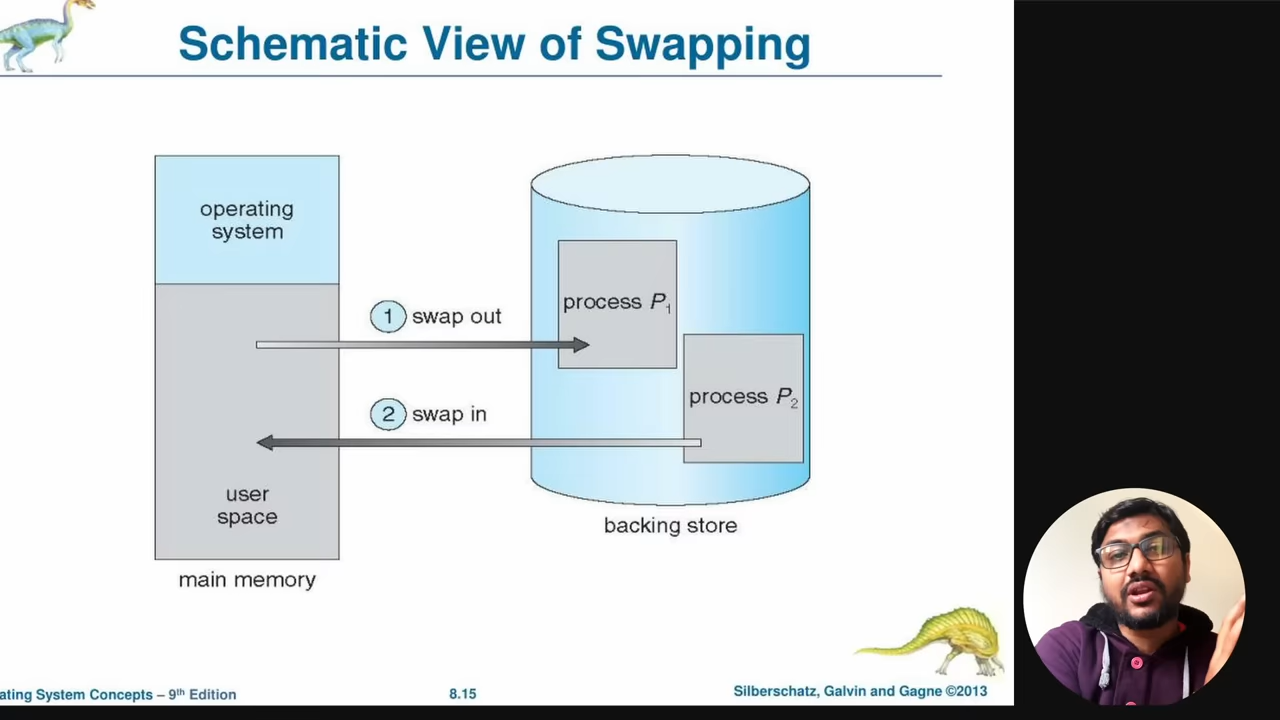 Schematic View of Swapping
operating
system
1 swap out
process P1
process P2
2 swap in
user
space
backing store
main memory
ating System Concepts – 9th Edition
8.15
Silberschatz, Galvin and Gagne ©2013